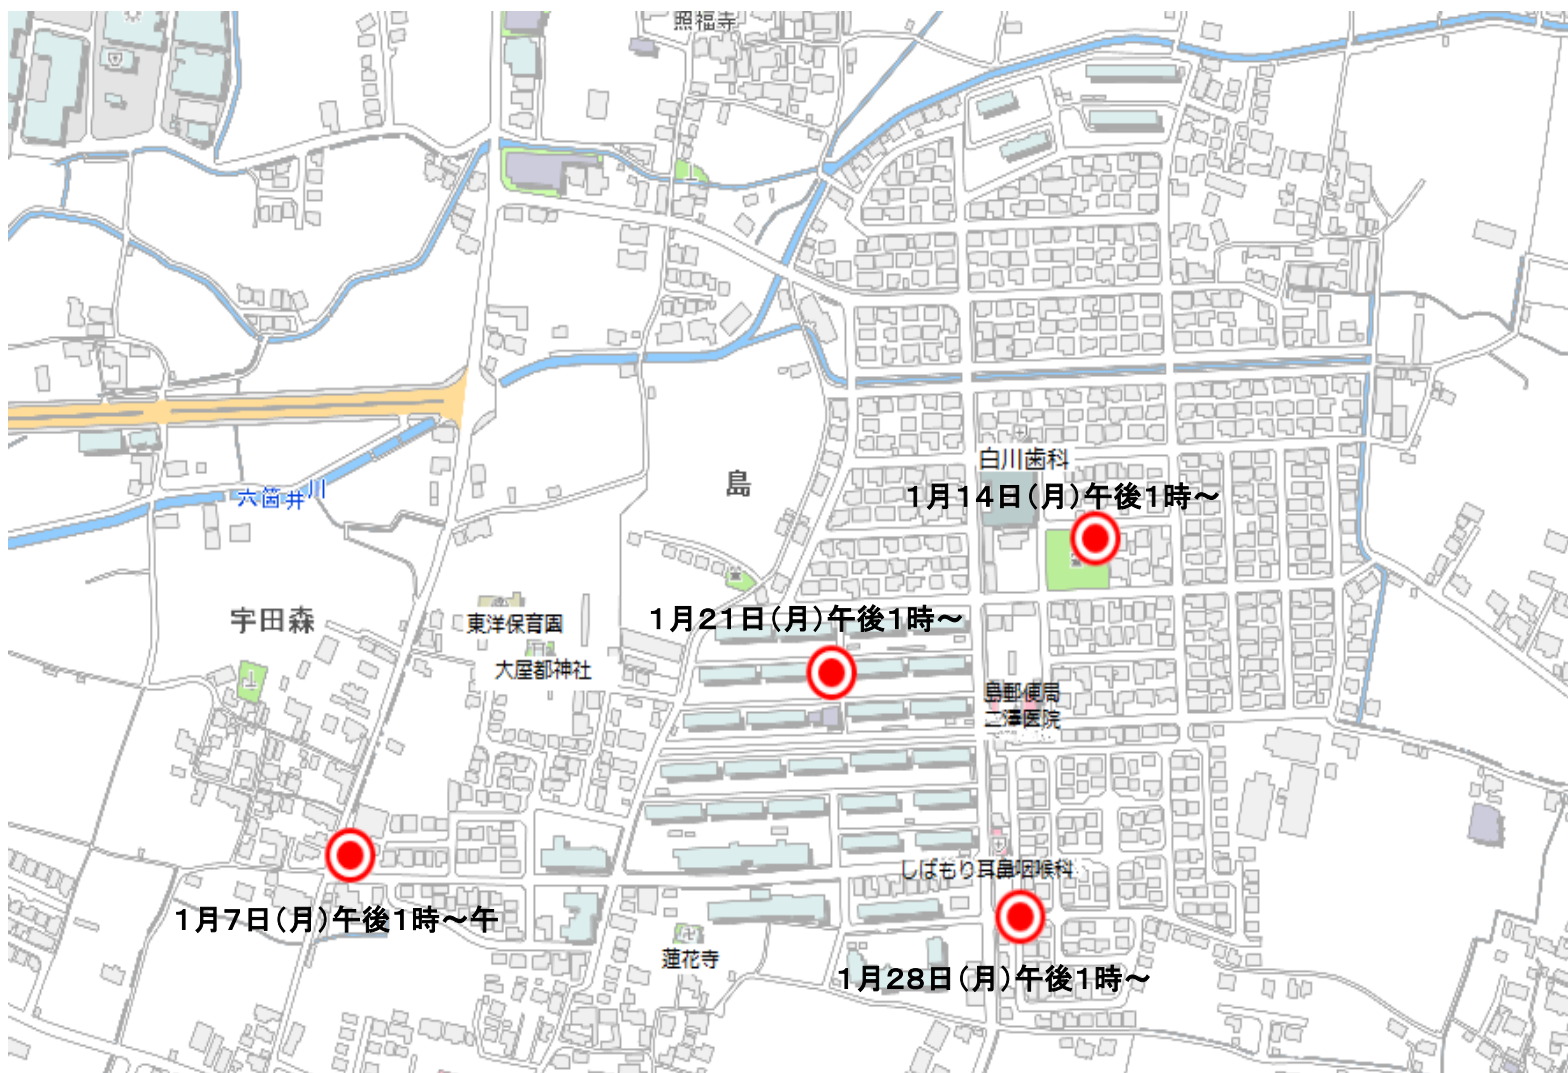 照福寺
白川歯科
1月14日(月)午後1時～
島
六箇井川
1月21日(月)午後1時～
宇田森
東洋保育園
大屋都神社
島郵便局
二澤医院
しばもり耳鼻咽喉科
1月7日(月)午後1時～午
蓮花寺
1月28日(月)午後1時～